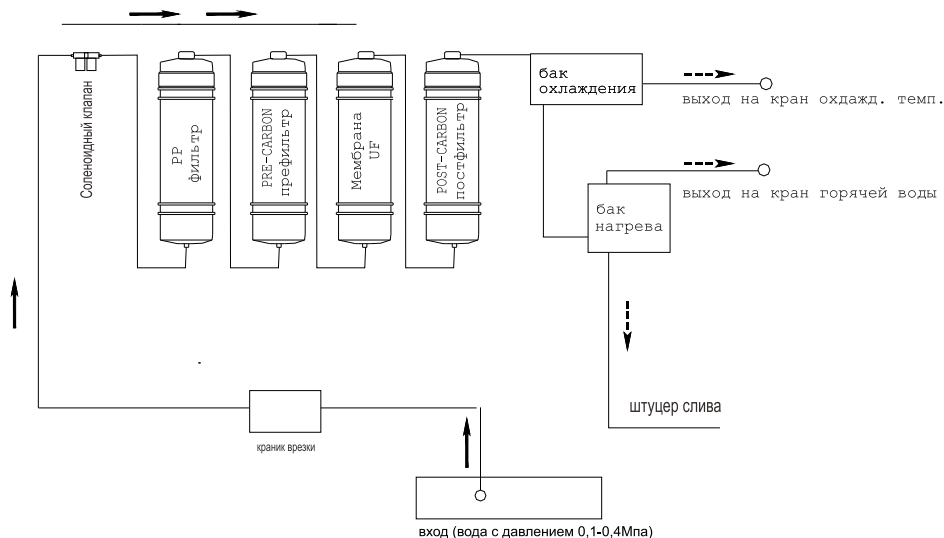 Соленоидный клапан
PP
фильтр
PRE-CARBON
префильтр
Мембрана
UF
POST-CARBON
постфильтр
бак
охлаждения
выход на кран охдажд. темп.
бак
нагрева
выход на кран горячей воды
штуцер слива
краник врезки
вход (вода с давлением 0,1-0,4Мпа)